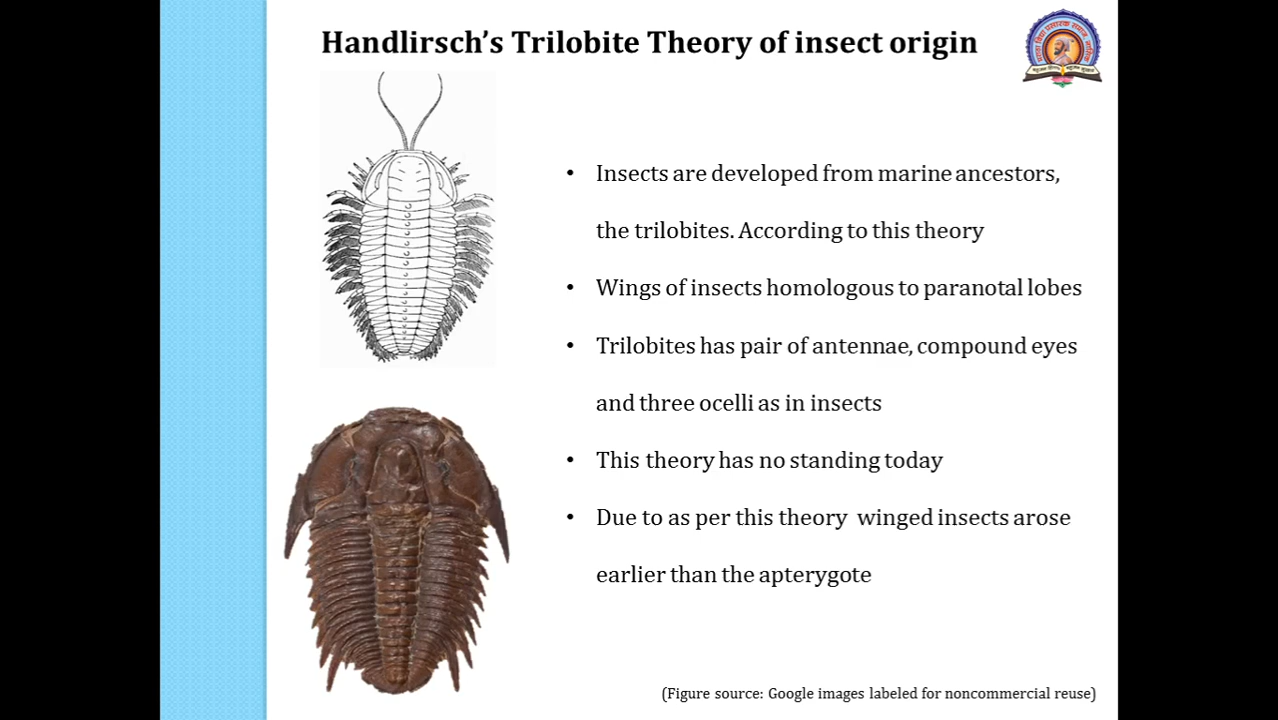 Handlirsch's Trilobite Theory of insect origin
• Insects are developed from marine ancestors,
the trilobites. According to this theory
• Wings of insects homologous to paranotal lobes
• Trilobites has pair of antennae, compound eyes
and three ocelli as in insects
• This theory has no standing today
• Due to as per this theory winged insects arose
earlier than the apterygote
(Figure source: Google images labeled for noncommercial reuse)